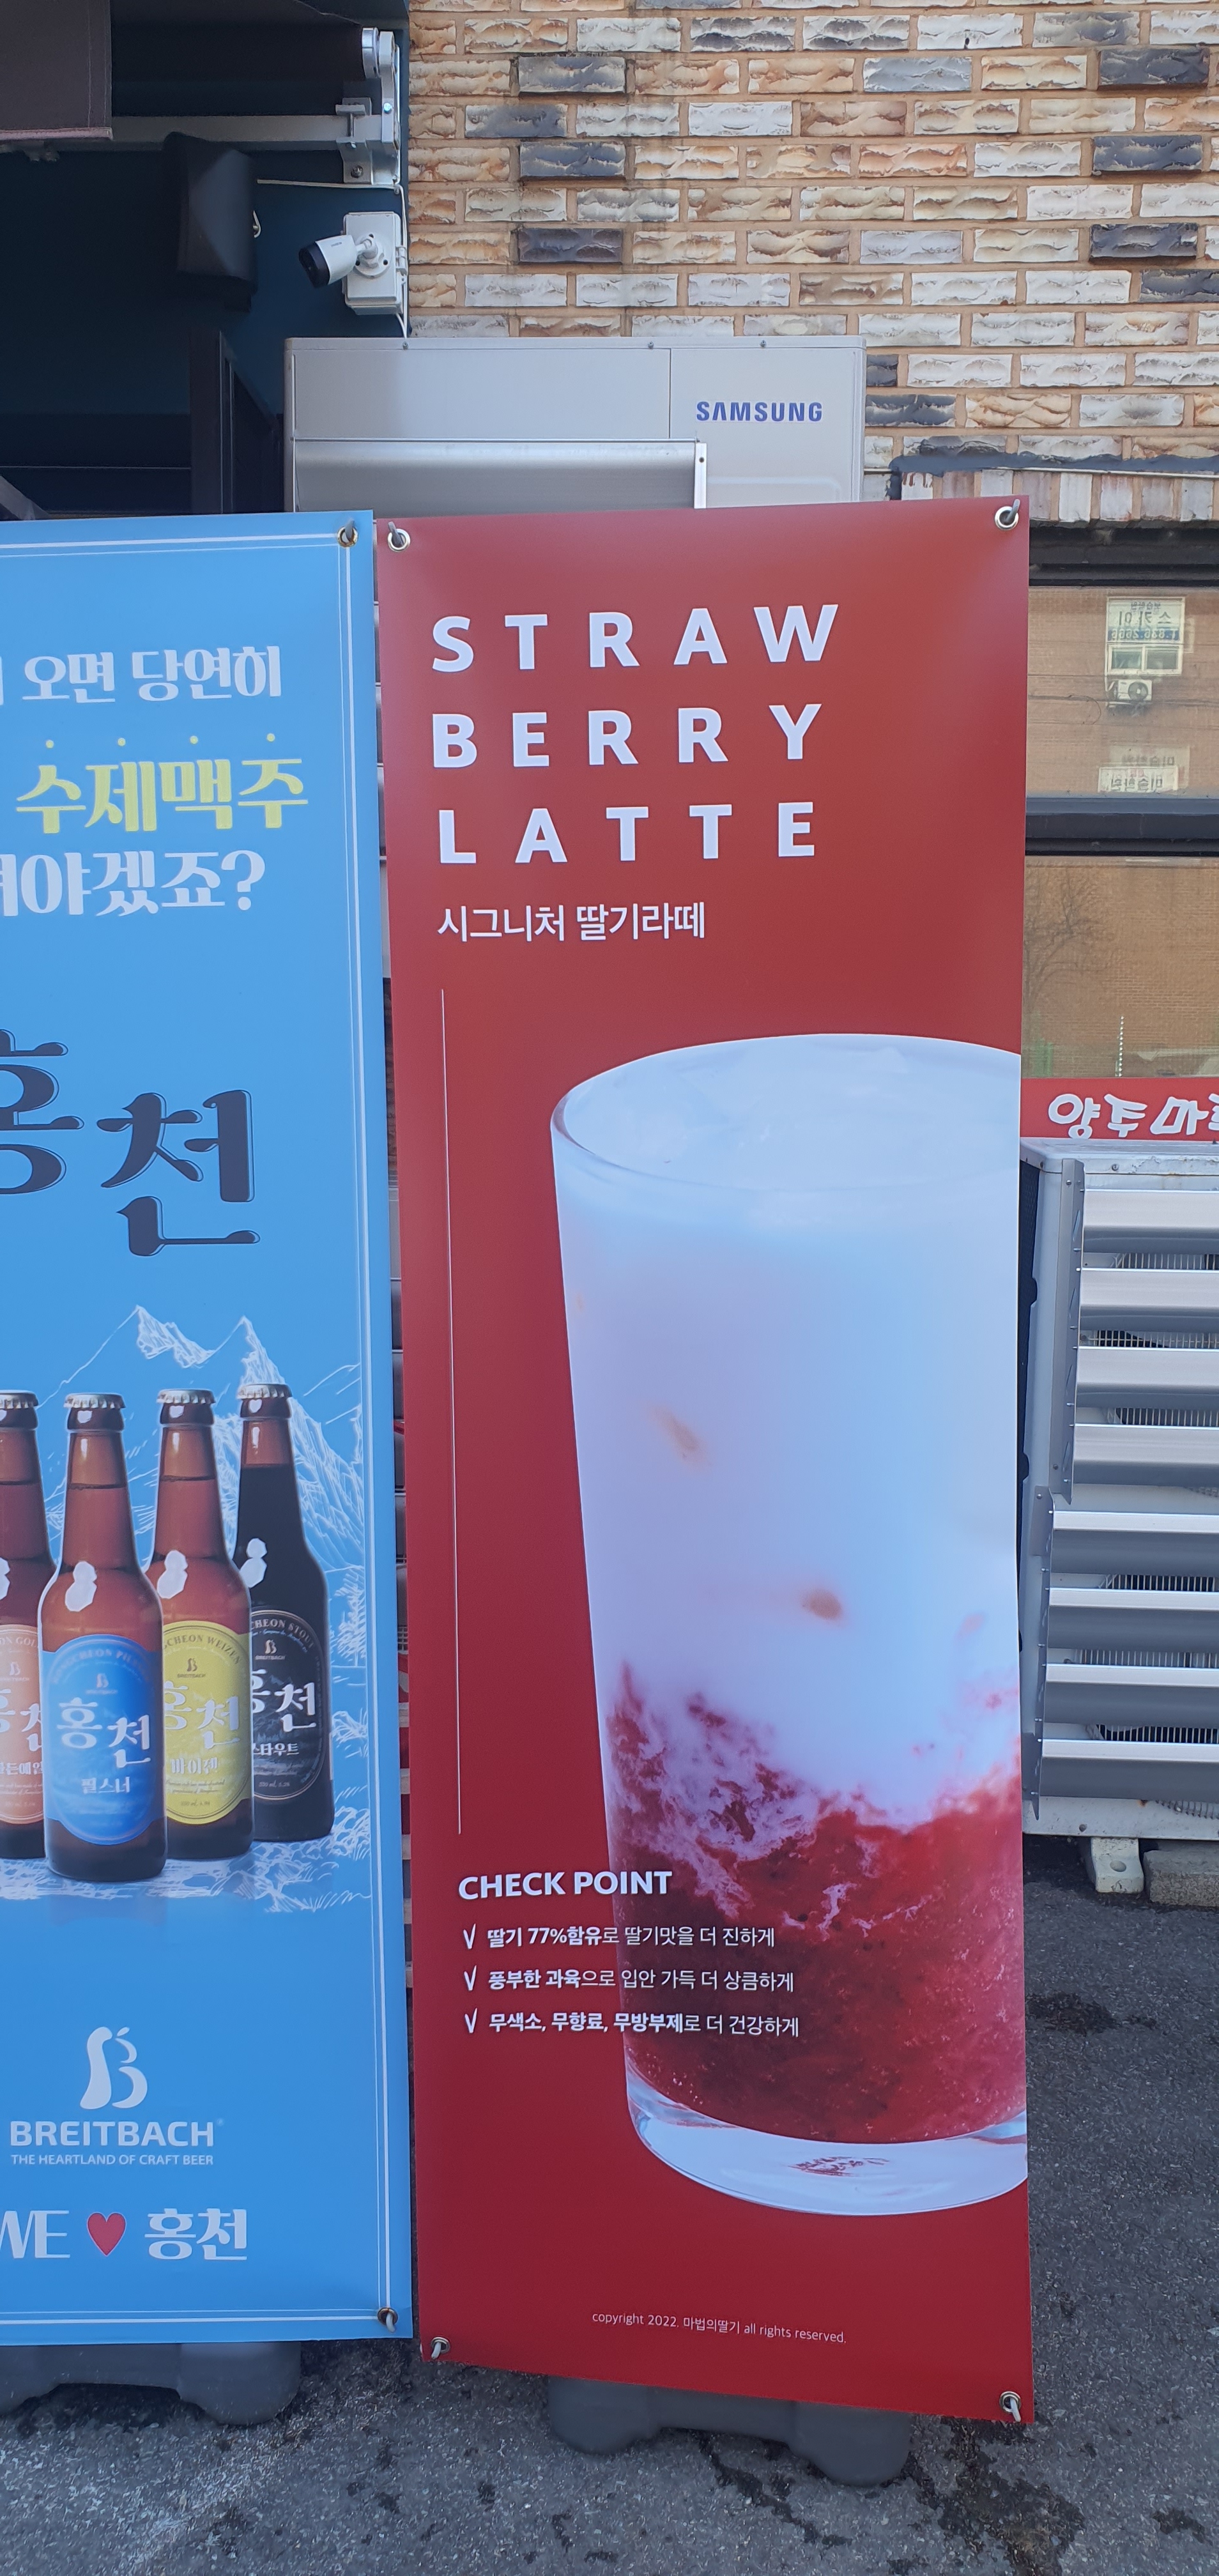 SAMSUNG
오면 당연히
수제맥주
야겠죠?
홍천
홍천
필스너
BREITBACH
홍천
바이젠
BREITBACH
천
스타우트
BREITBACH
THE HEARTLAND OF CRAFT BEER
WE ♥ 홍천
STRAW
BERRY
LATTE
시그니처 딸기라떼
CHECK POINT
√ 딸기 77%함유로 딸기맛을 더 진하게
√ 풍부한 과육으로 입안 가득 더 상큼하게
√ 무색소, 무향료, 무방부제로 더 건강하게
copyright 2022. 마법의딸기 all rights reserved.